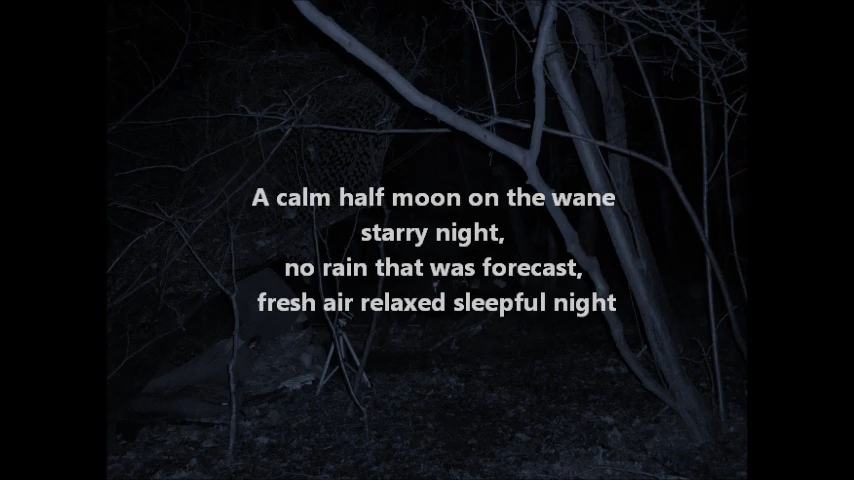 A calm half moon on the wane
starry night,
no rain that was forecast,
fresh air relaxed sleepful night